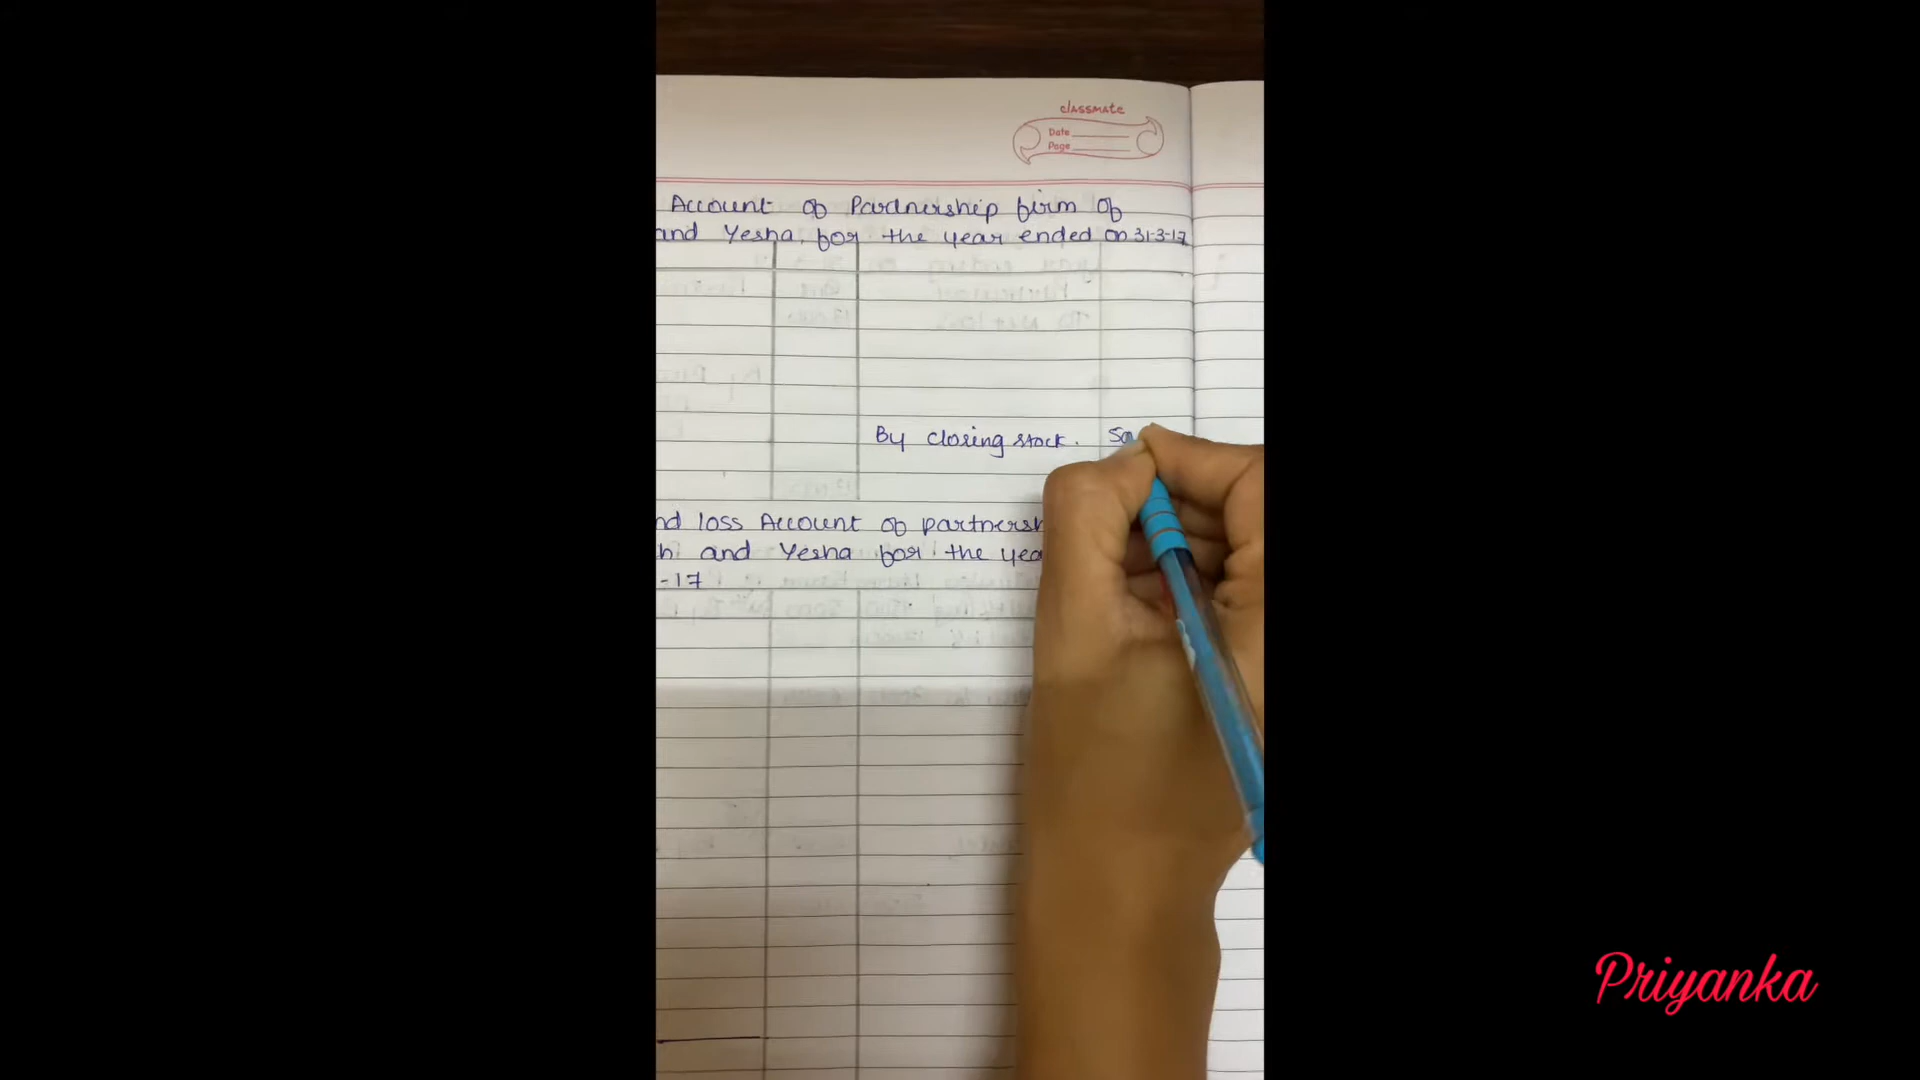 classmate
Date
Page
Account of Partnership firm of
and Yesha, for the year ended on 31-3-17
By closing stock.
nd loss Account of partnersh
h and Yesha for the yea
-17
Priyanka